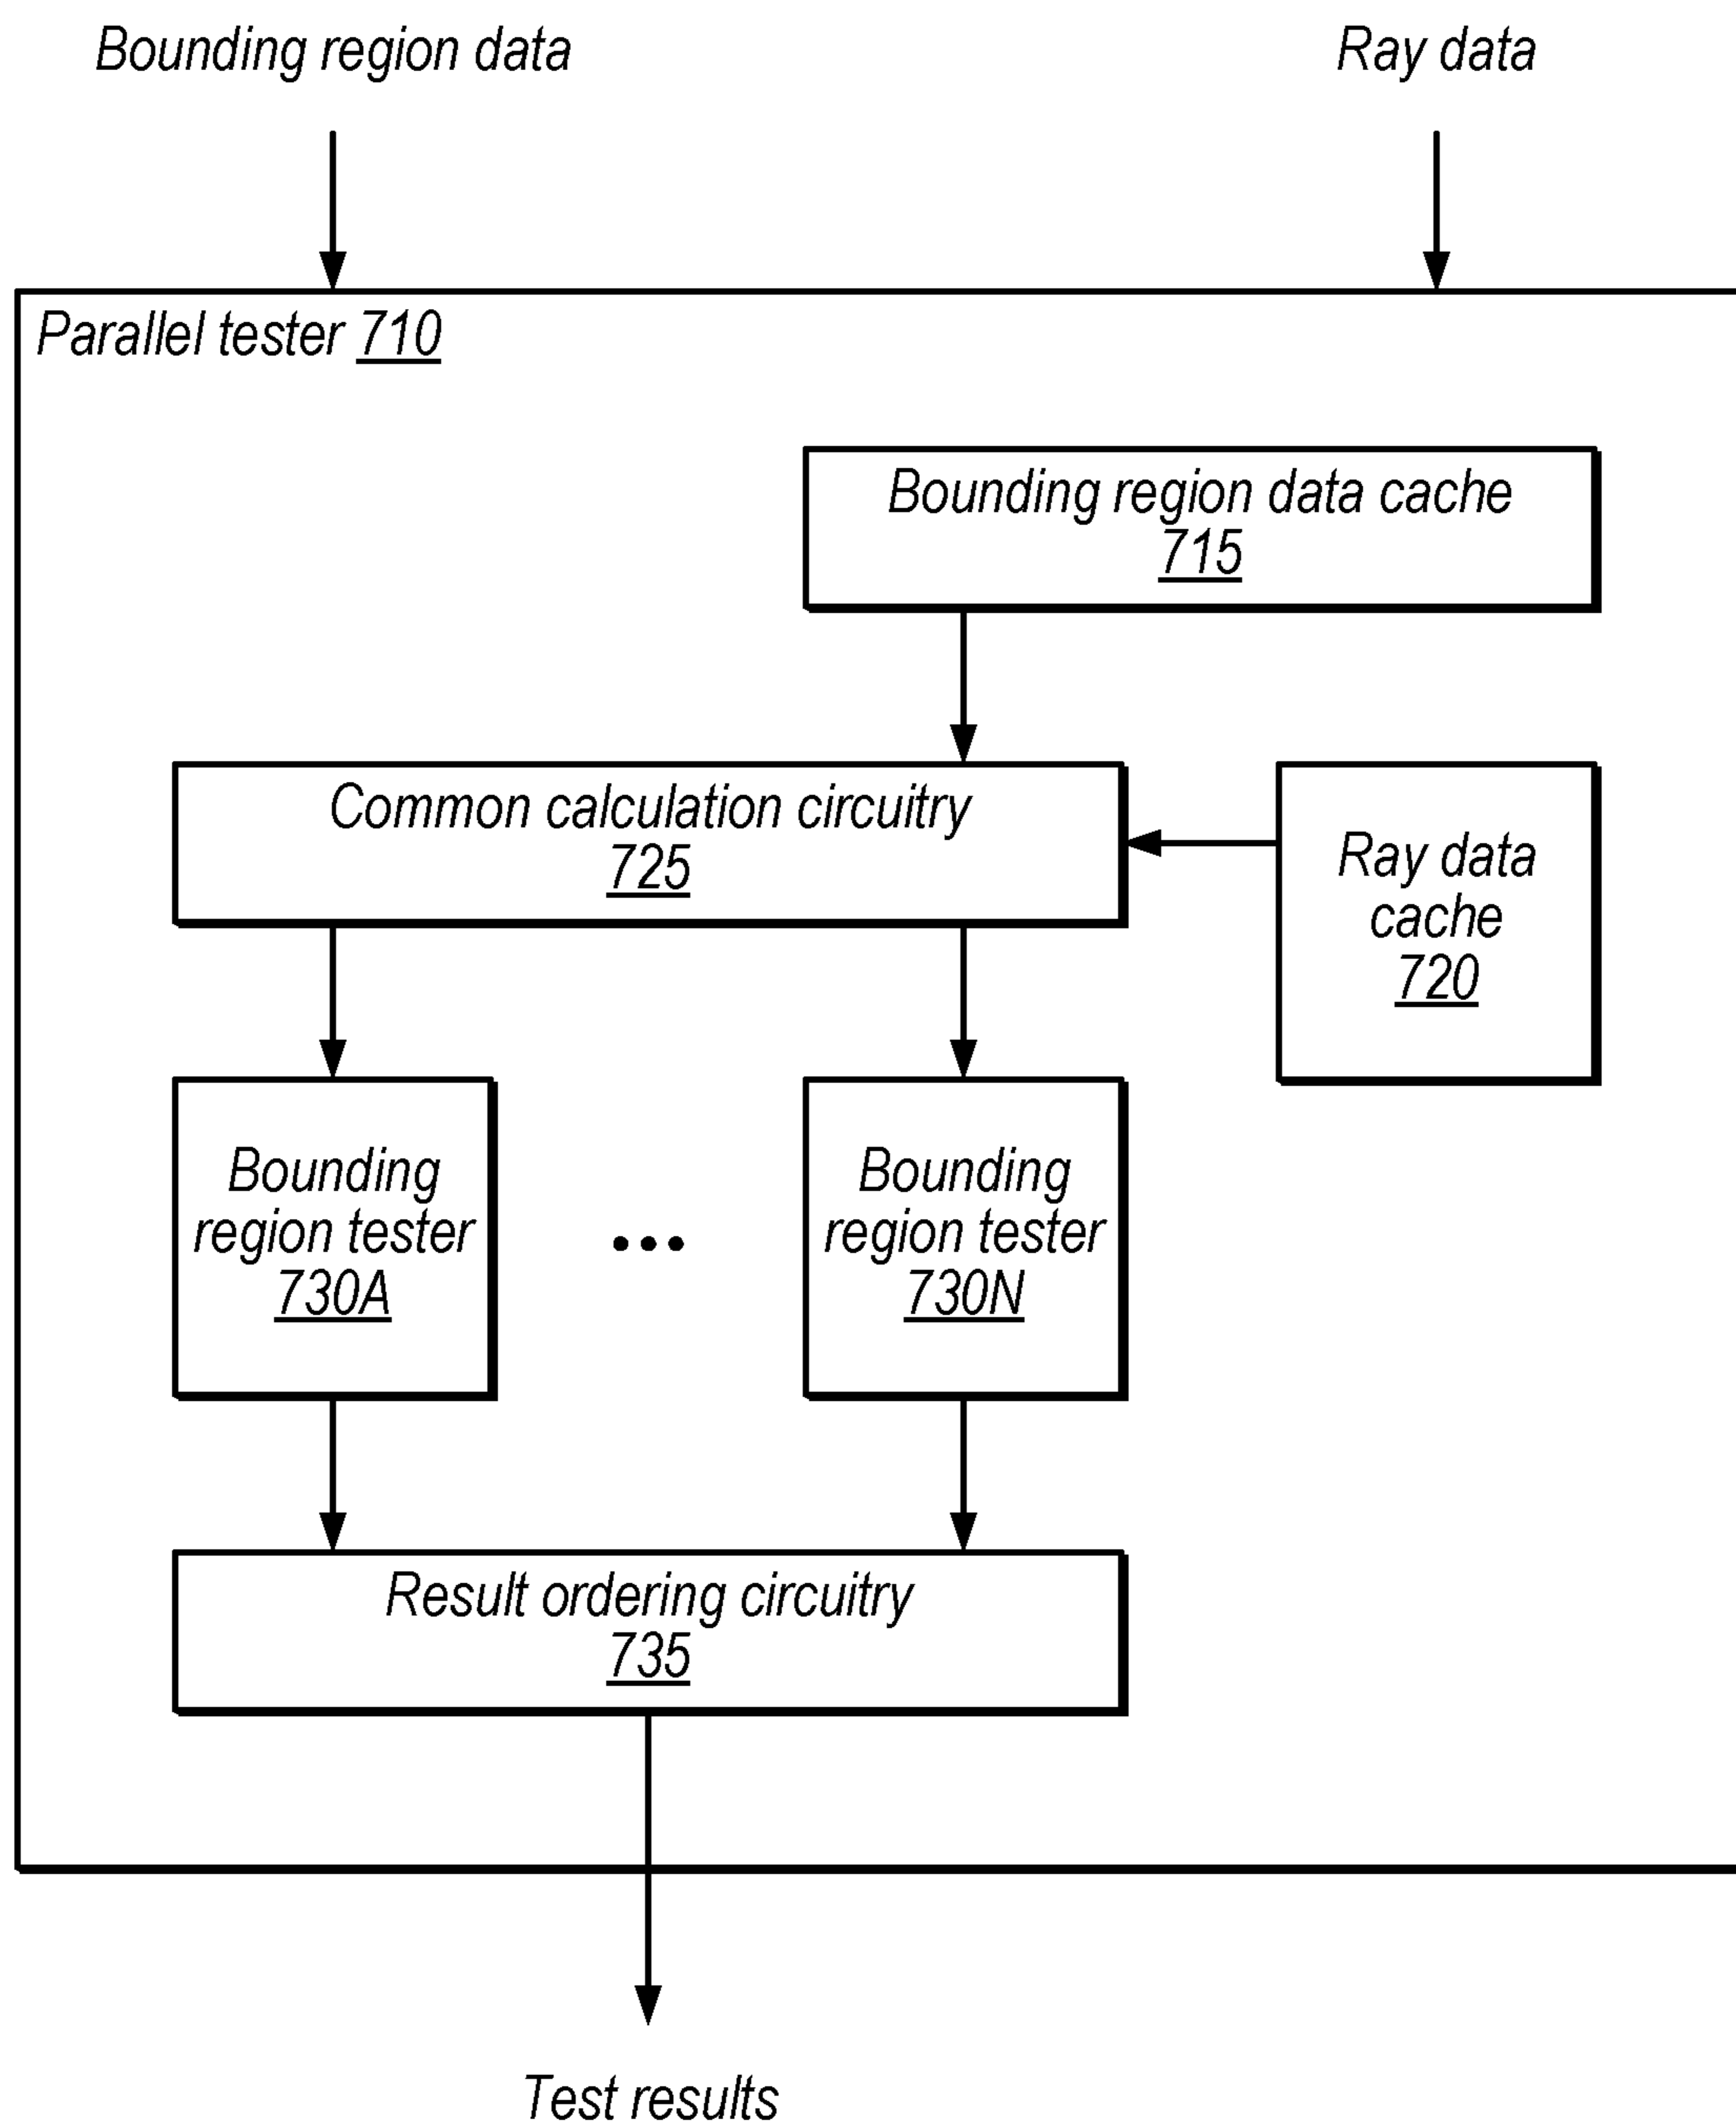 Bounding region data
Ray data
Parallel tester 710
Bounding region data cache
715
Common calculation circuitry
725
Ray data
cache
720
Bounding
region tester
730A
Bounding
region tester
730N
Result ordering circuitry
735
Test results